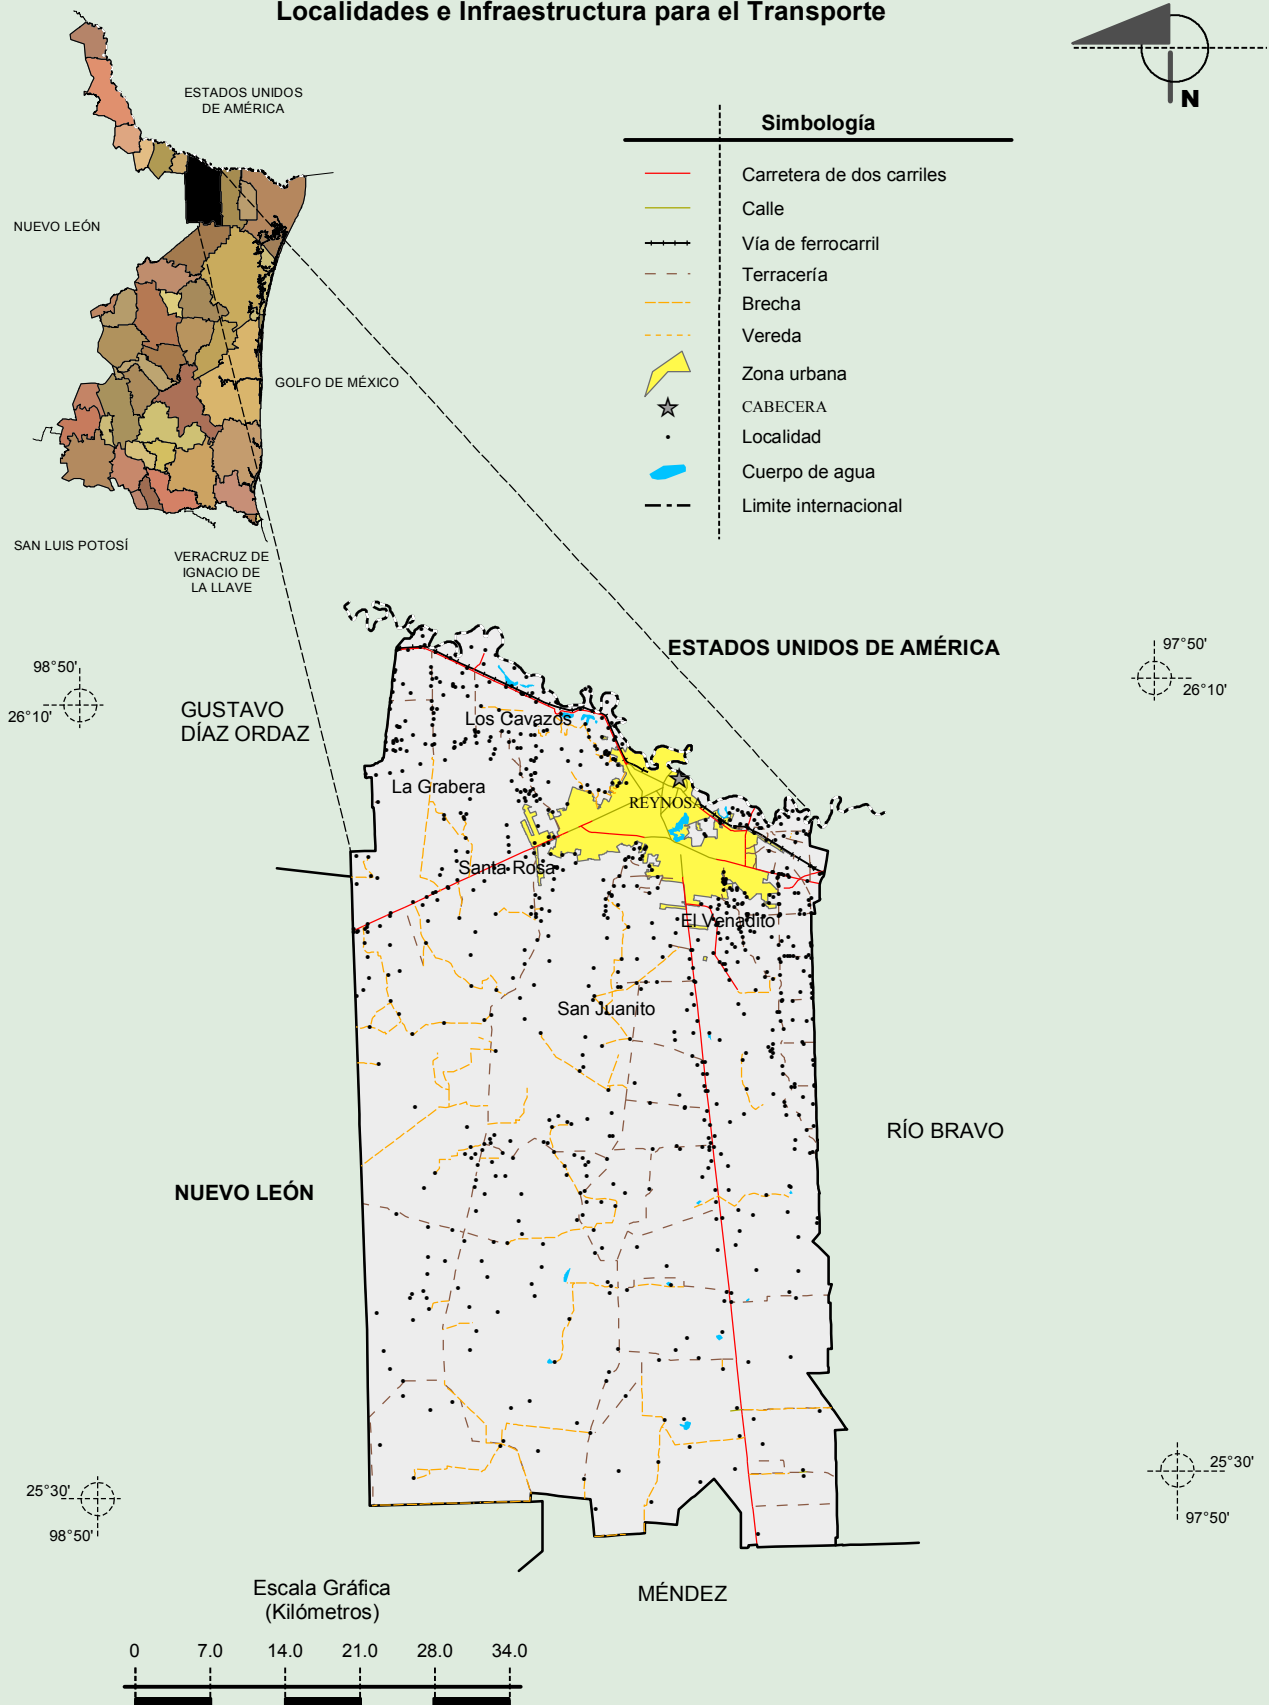 Localidades e Infraestructura para el Transporte
N
ESTADOS UNIDOS
DE AMÉRICA
NUEVO LEÓN
GOLFO DE MÉXICO
SAN LUIS POTOSÍ
VERACRUZ DE
IGNACIO DE
LA LLAVE
Simbología
Carretera de dos carriles
Calle
Vía de ferrocarril
Terracería
Brecha
Vereda
Zona urbana
CABECERA
Localidad
Cuerpo de agua
Limite internacional
ESTADOS UNIDOS DE AMÉRICA
98°50'
26°10'
97°50'
26°10'
GUSTAVO
DÍAZ ORDAZ
Los Cavazos
La Grabera
REYNOSA
Santa Rosa
El Venadito
San Juanito
RÍO BRAVO
NUEVO LEÓN
25°30'
98°50'
25°30'
97°50'
MÉNDEZ
Escala Gráfica
(Kilómetros)
0 7.0 14.0 21.0 28.0 34.0